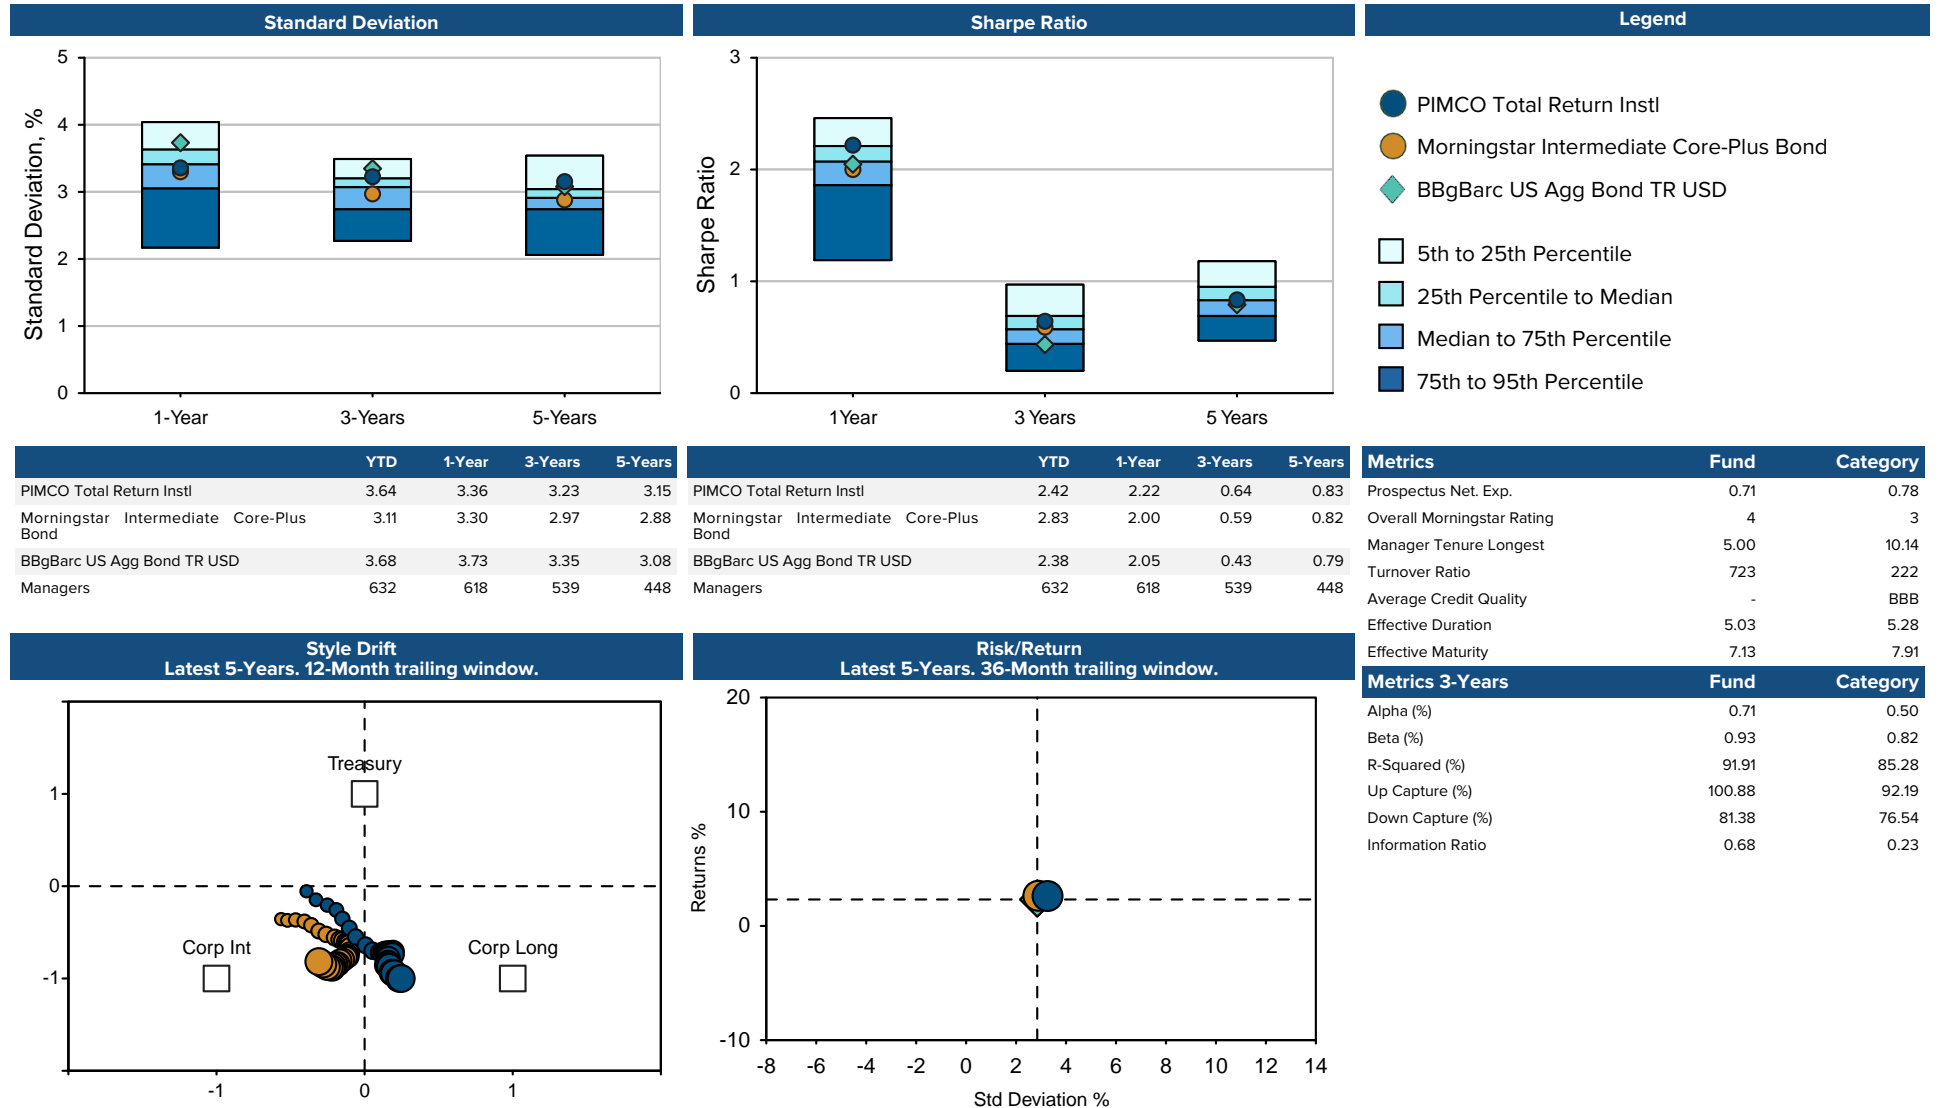 Standard Deviation
Sharpe Ratio
Legend
5
4
3
2
1
0
Standard Deviation, %
1-Year
3-Years
5-Years
3
2
1
0
Sharpe Ratio
1Year
3 Years
5 Years
PIMCO Total Return Instl
Morningstar Intermediate Core-Plus Bond
BBgBarc US Agg Bond TR USD
5th to 25th Percentile
25th Percentile to Median
Median to 75th Percentile
75th to 95th Percentile
YTD 1-Year 3-Years 5-Years
PIMCO Total Return Instl 3.64 3.36 3.23 3.15
Morningstar Intermediate Core-Plus 3.11 3.30 2.97 2.88
Bond
BBgBarc US Agg Bond TR USD 3.68 3.73 3.35 3.08
Managers 632 618 539 448
YTD 1-Year 3-Years 5-Years
PIMCO Total Return Instl 2.42 2.22 0.64 0.83
Morningstar Intermediate Core-Plus 2.83 2.00 0.59 0.82
Bond
BBgBarc US Agg Bond TR USD 2.38 2.05 0.43 0.79
Managers 632 618 539 448
Metrics Fund Category
Prospectus Net. Exp. 0.71 0.78
Overall Morningstar Rating 4 3
Manager Tenure Longest 5.00 10.14
Turnover Ratio 723 222
Average Credit Quality - BBB
Effective Duration 5.03 5.28
Effective Maturity 7.13 7.91
Metrics 3-Years Fund Category
Alpha (%) 0.71 0.50
Beta (%) 0.93 0.82
R-Squared (%) 91.91 85.28
Up Capture (%) 100.88 92.19
Down Capture (%) 81.38 76.54
Information Ratio 0.68 0.23
Style Drift
Latest 5-Years. 12-Month trailing window.
Treasury
1
0
Corp Int
Corp Long
-1
-1 0 1
Risk/Return
Latest 5-Years. 36-Month trailing window.
20
10
0
-10
Returns %
-8 -6 -4 -2 0 2 4 6 8 10 12 14
Std Deviation %